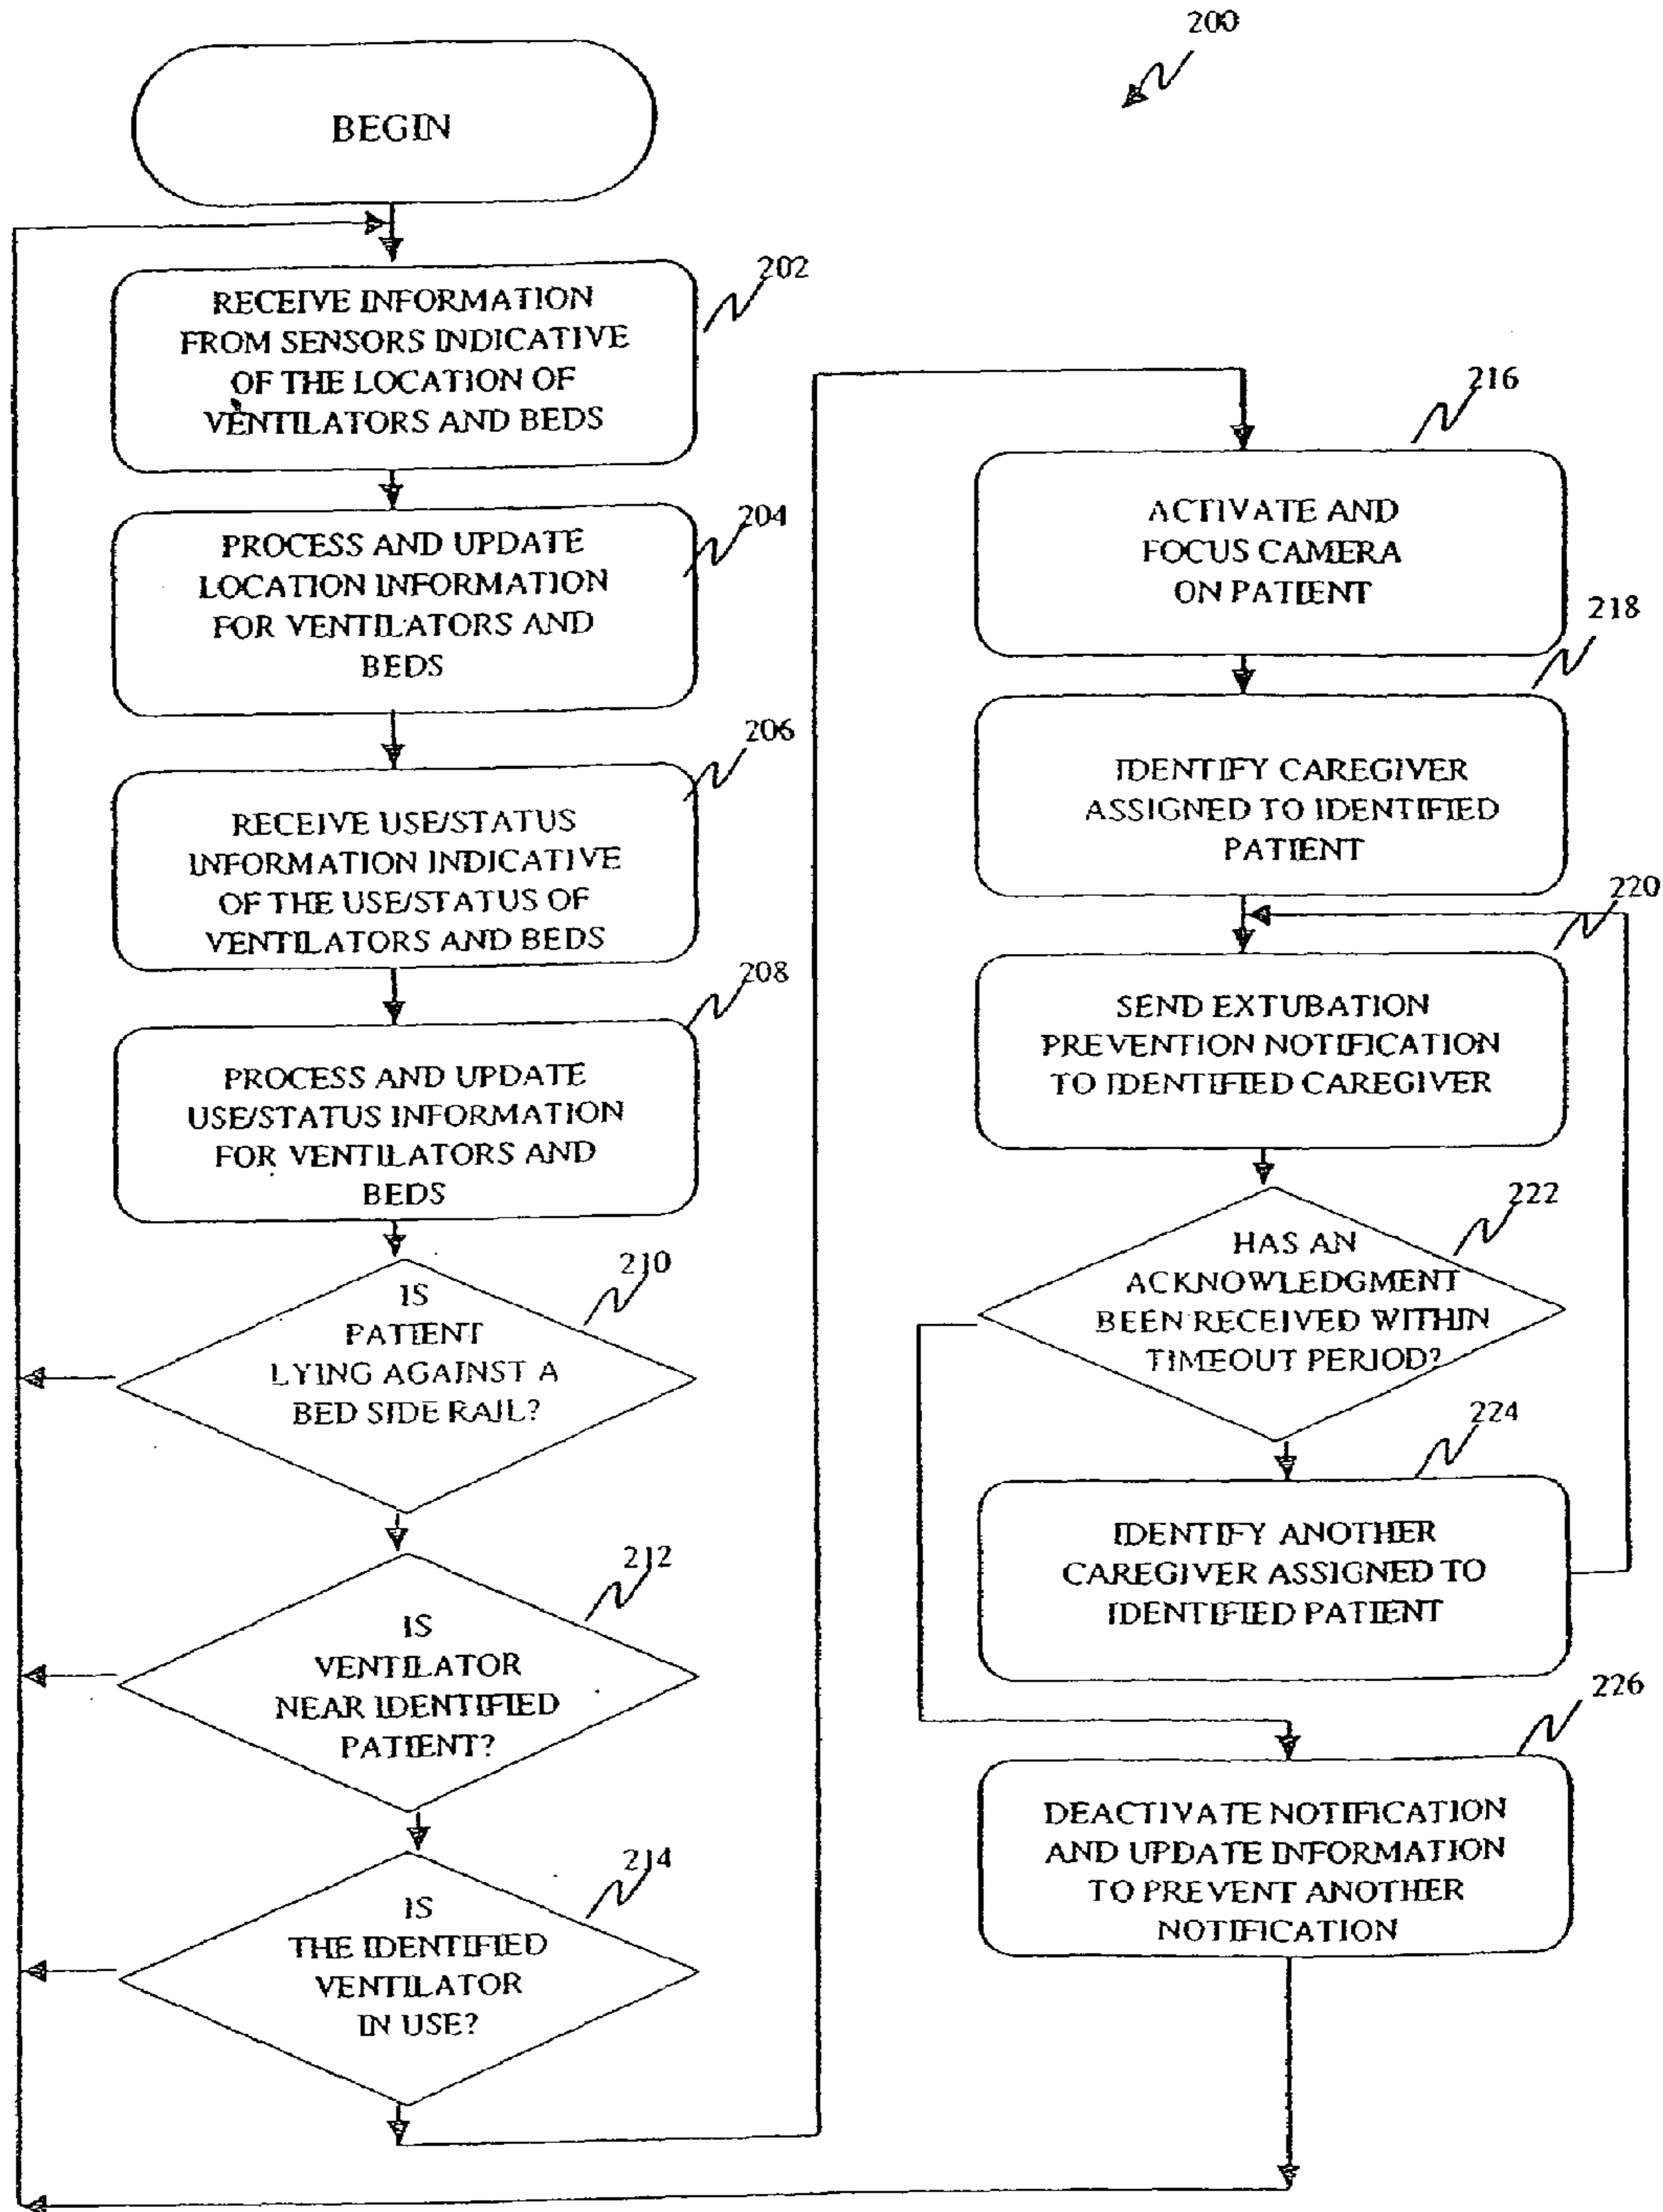 200
BEGIN
202
RECEIVE INFORMATION
FROM SENSORS INDICATIVE
OF THE LOCATION OF
VENTILATORS AND BEDS
204
PROCESS AND UPDATE
LOCATION INFORMATION
FOR VENTILATORS AND
BEDS
206
RECEIVE USE/STATUS
INFORMATION INDICATIVE
OF THE USE/STATUS OF
VENTILATORS AND BEDS
208
PROCESS AND UPDATE
USE/STATUS INFORMATION
FOR VENTILATORS AND
BEDS
210
IS
PATIENT
LYING AGAINST A
BED SIDE RAIL?
212
IS
VENTILATOR
NEAR IDENTIFIED
PATIENT?
214
IS
THE IDENTIFIED
VENTILATOR
IN USE?
216
ACTIVATE AND
FOCUS CAMERA
ON PATIENT
218
IDENTIFY CAREGIVER
ASSIGNED TO IDENTIFIED
PATIENT
220
SEND EXTUBATION
PREVENTION NOTIFICATION
TO IDENTIFIED CAREGIVER
222
HAS AN
ACKNOWLEDGMENT
BEEN RECEIVED WITHIN
TIMEOUT PERIOD?
224
IDENTIFY ANOTHER
CAREGIVER ASSIGNED TO
IDENTIFIED PATIENT
226
DEACTIVATE NOTIFICATION
AND UPDATE INFORMATION
TO PREVENT ANOTHER
NOTIFICATION